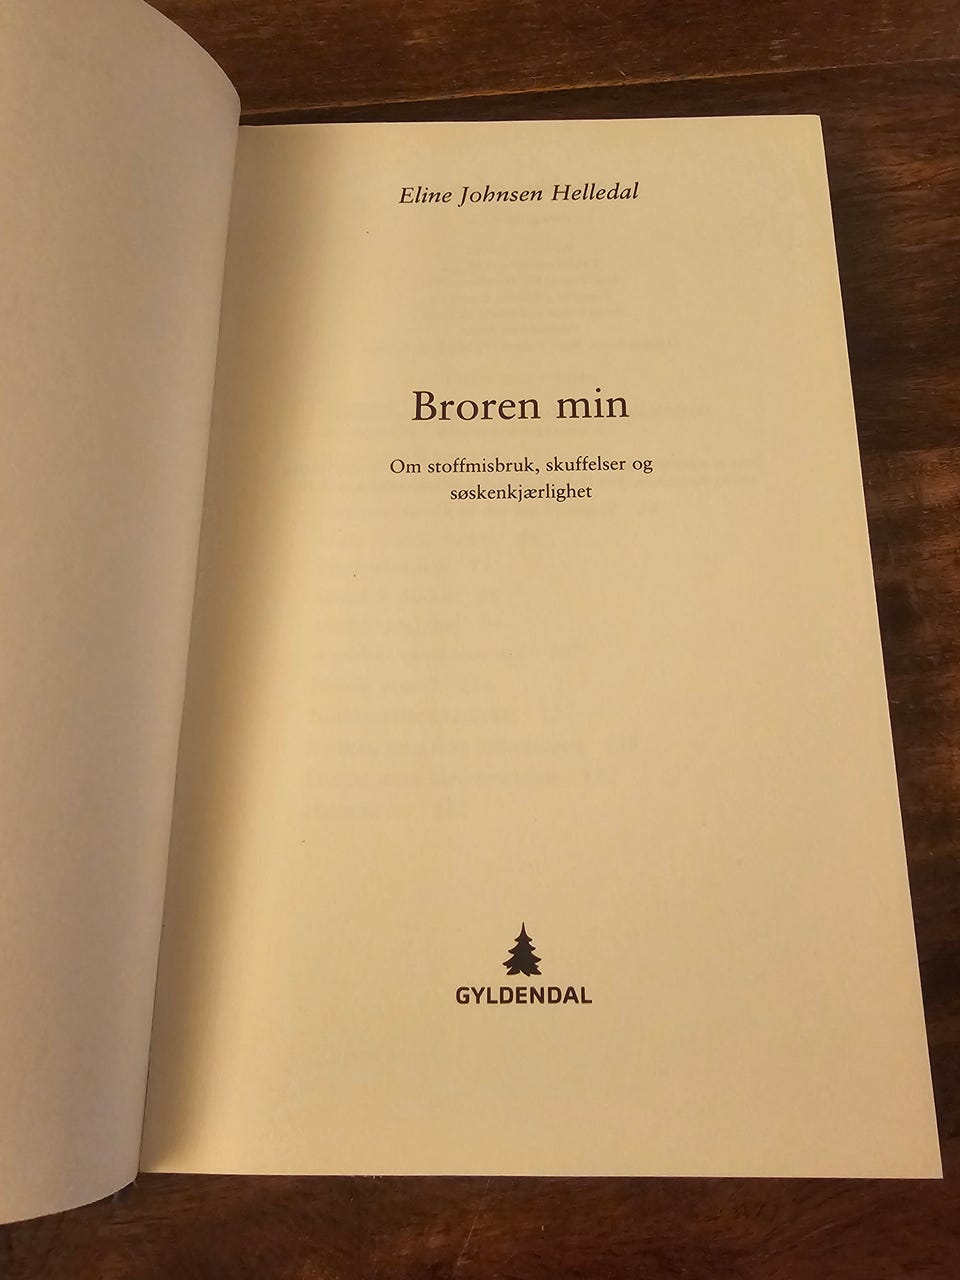 Eline Johnsen Helledal
Broren min
Om stoffmisbruk, skuffelser og
søskenkjærlighet
GYLDENDAL